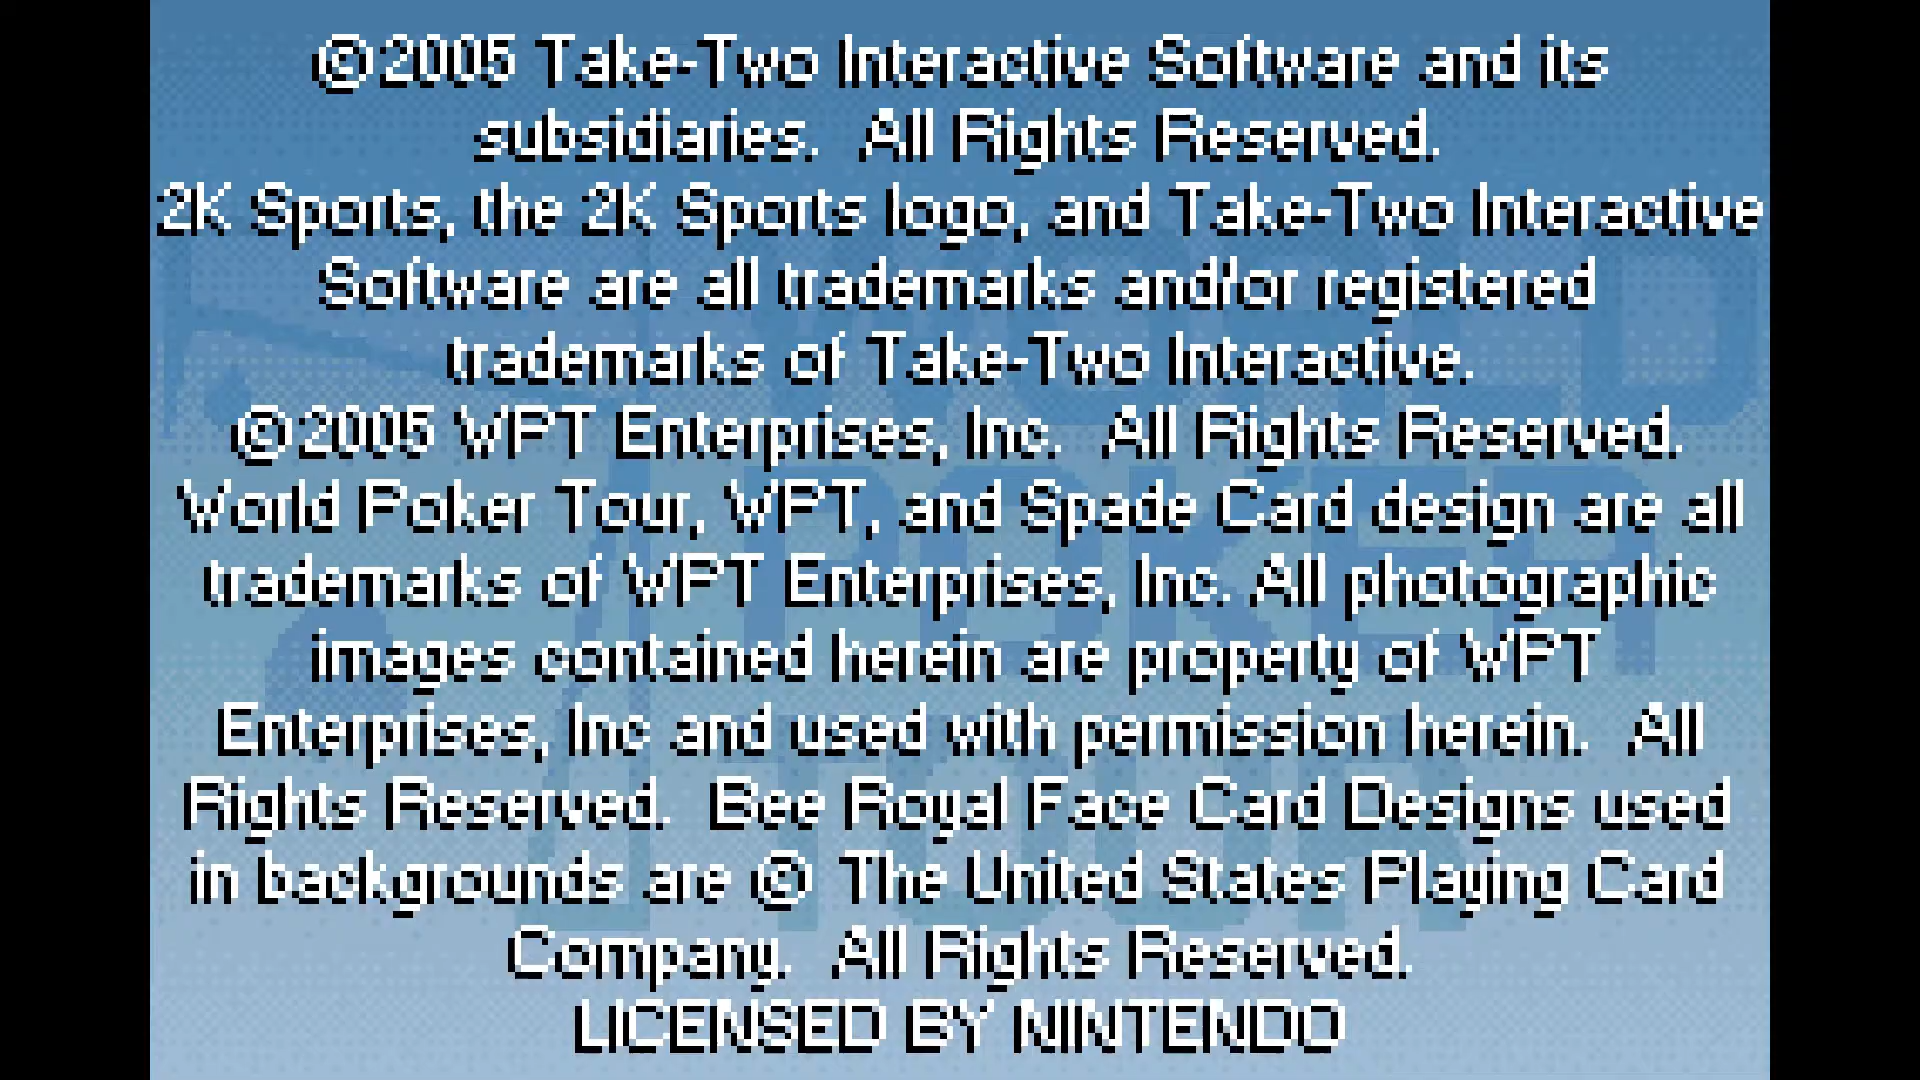 ©2005 Take-Two Interactive Software and its
subsidiaries.  All Rights Reserved.
2K Sports, the 2K Sports logo, and Take-Two Interactive
Software are all trademarks and/or registered
trademarks of Take-Two Interactive.
©2005 WPT Enterprises, Inc.  All Rights Reserved.
World Poker Tour, WPT, and Spade Card design are all
trademarks of WPT Enterprises, Inc. All photographic
images contained herein are property of WPT
Enterprises, Inc and used with permission herein.  All
Rights Reserved.  Bee Royal Face Card Designs used
in backgrounds are © The United States Playing Card
Company.  All Rights Reserved.
LICENSED BY NINTENDO
WORLD
POKER
TOUR